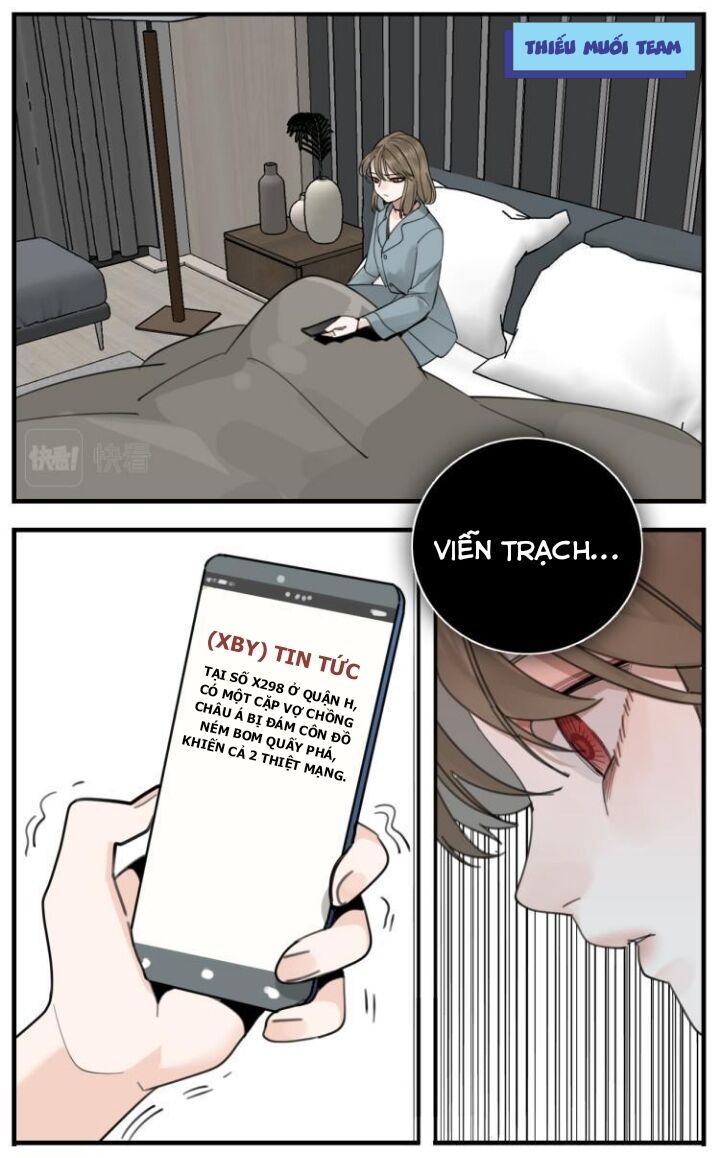 THIẾU MUỐI TEAM
快看! 快看
VIỄN TRẠCH...
(XBY) TIN TỨC
TẠI SỐ X298 Ở QUẬN H,
CÓ MỘT CẶP VỢ CHỒNG
CHÂU Á BỊ ĐÁM CÔN ĐỒ
NÉM BOM QUẤY PHÁ,
KHIẾN CẢ 2 THIỆT MẠNG.